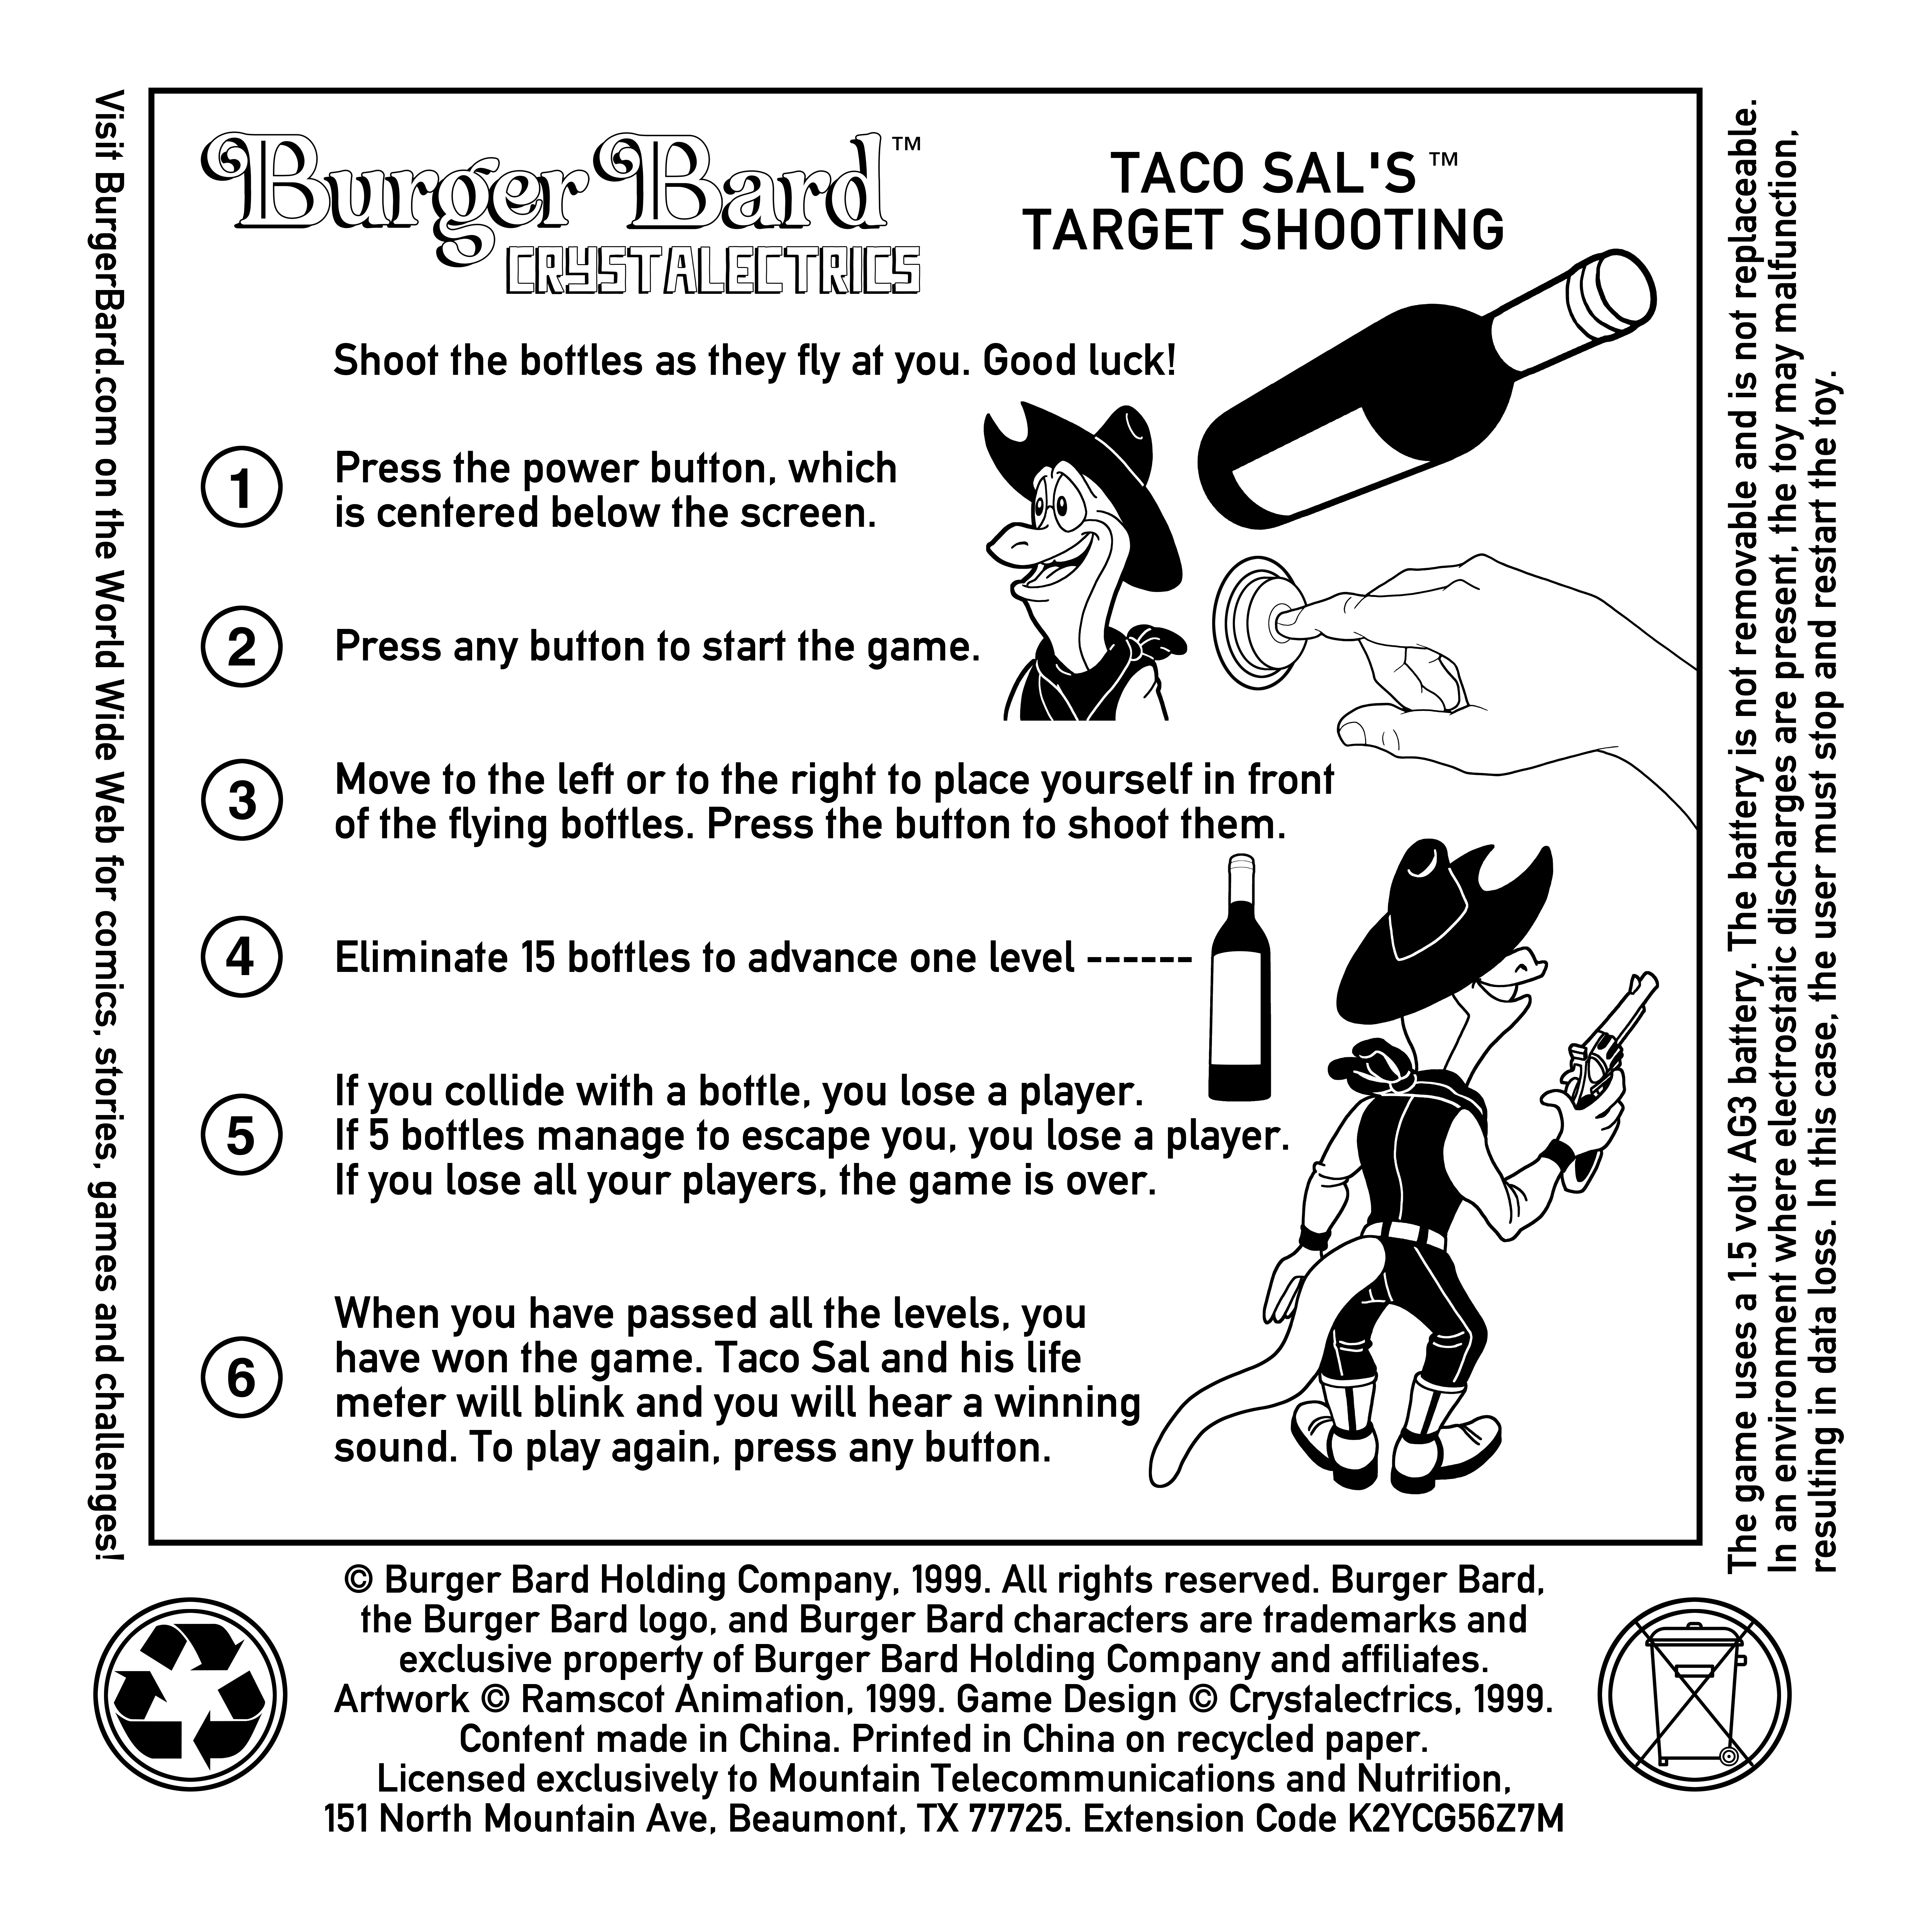 Burger Bard™
CRYSTALECTRICS
TACO SAL'S™
TARGET SHOOTING
Shoot the bottles as they fly at you. Good luck!
1
Press the power button, which
is centered below the screen.
2
Press any button to start the game.
3
Move to the left or to the right to place yourself in front
of the flying bottles. Press the button to shoot them.
4
Eliminate 15 bottles to advance one level ------
5
If you collide with a bottle, you lose a player.
If 5 bottles manage to escape you, you lose a player.
If you lose all your players, the game is over.
6
When you have passed all the levels, you
have won the game. Taco Sal and his life
meter will blink and you will hear a winning
sound. To play again, press any button.
Visit BurgerBard.com on the World Wide Web for comics, stories, games and challenges!
The game uses a 1.5 volt AG3 battery. The battery is not removable and is not replaceable.
In an environment where electrostatic discharges are present, the toy may malfunction,
resulting in data loss. In this case, the user must stop and restart the toy.
© Burger Bard Holding Company, 1999. All rights reserved. Burger Bard,
the Burger Bard logo, and Burger Bard characters are trademarks and
exclusive property of Burger Bard Holding Company and affiliates.
Artwork © Ramscot Animation, 1999. Game Design © Crystalectrics, 1999.
Content made in China. Printed in China on recycled paper.
Licensed exclusively to Mountain Telecommunications and Nutrition,
151 North Mountain Ave, Beaumont, TX 77725. Extension Code K2YCG56Z7M